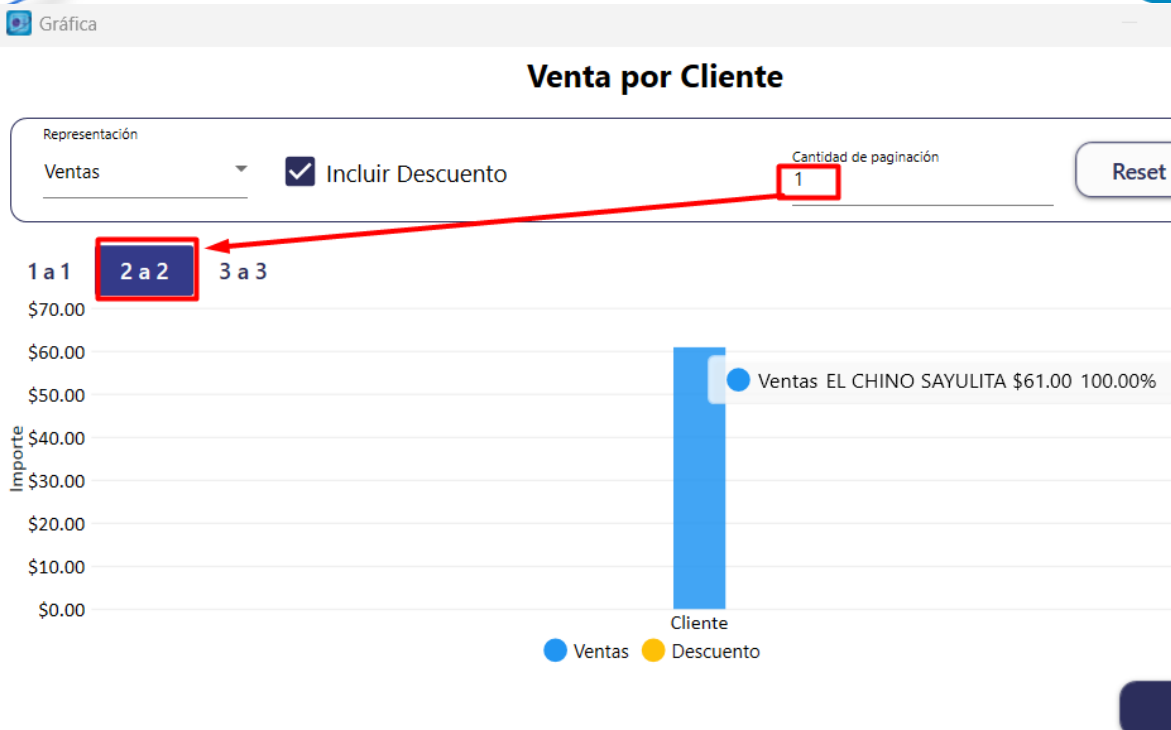 Gráfica
Venta por Cliente
Representación
Ventas
Incluir Descuento
Cantidad de paginación
1
Reset
1 a 1
2 a 2
3 a 3
$70.00
$60.00
$50.00
$40.00
$30.00
$20.00
$10.00
$0.00
Importe
Ventas EL CHINO SAYULITA $61.00 100.00%
Cliente
Ventas
Descuento